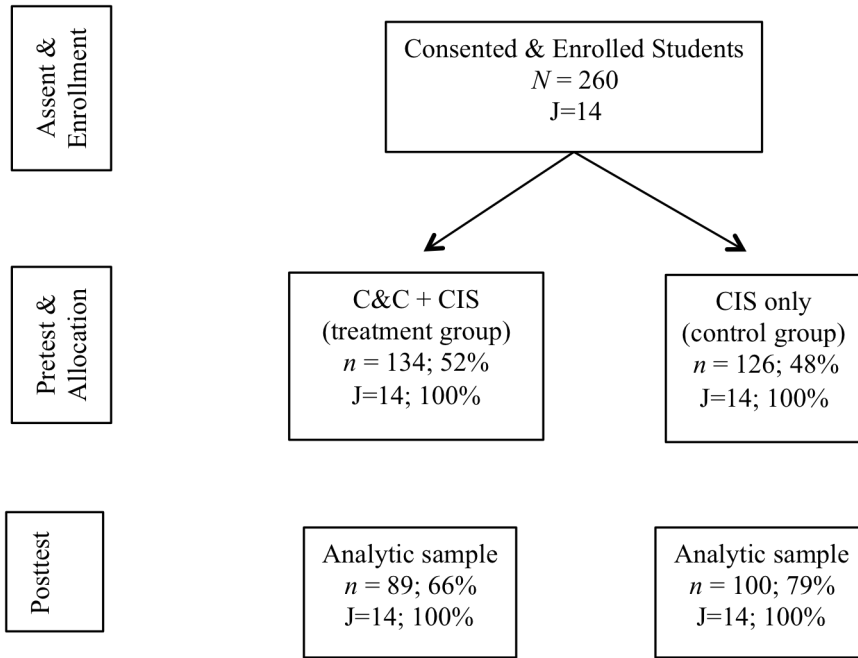 Assent &
Enrollment
Consented & Enrolled Students
N = 260
J=14
Pretest &
Allocation
C&C + CIS
(treatment group)
n = 134; 52%
J=14; 100%
CIS only
(control group)
n = 126; 48%
J=14; 100%
Posttest
Analytic sample
n = 89; 66%
J=14; 100%
Analytic sample
n = 100; 79%
J=14; 100%